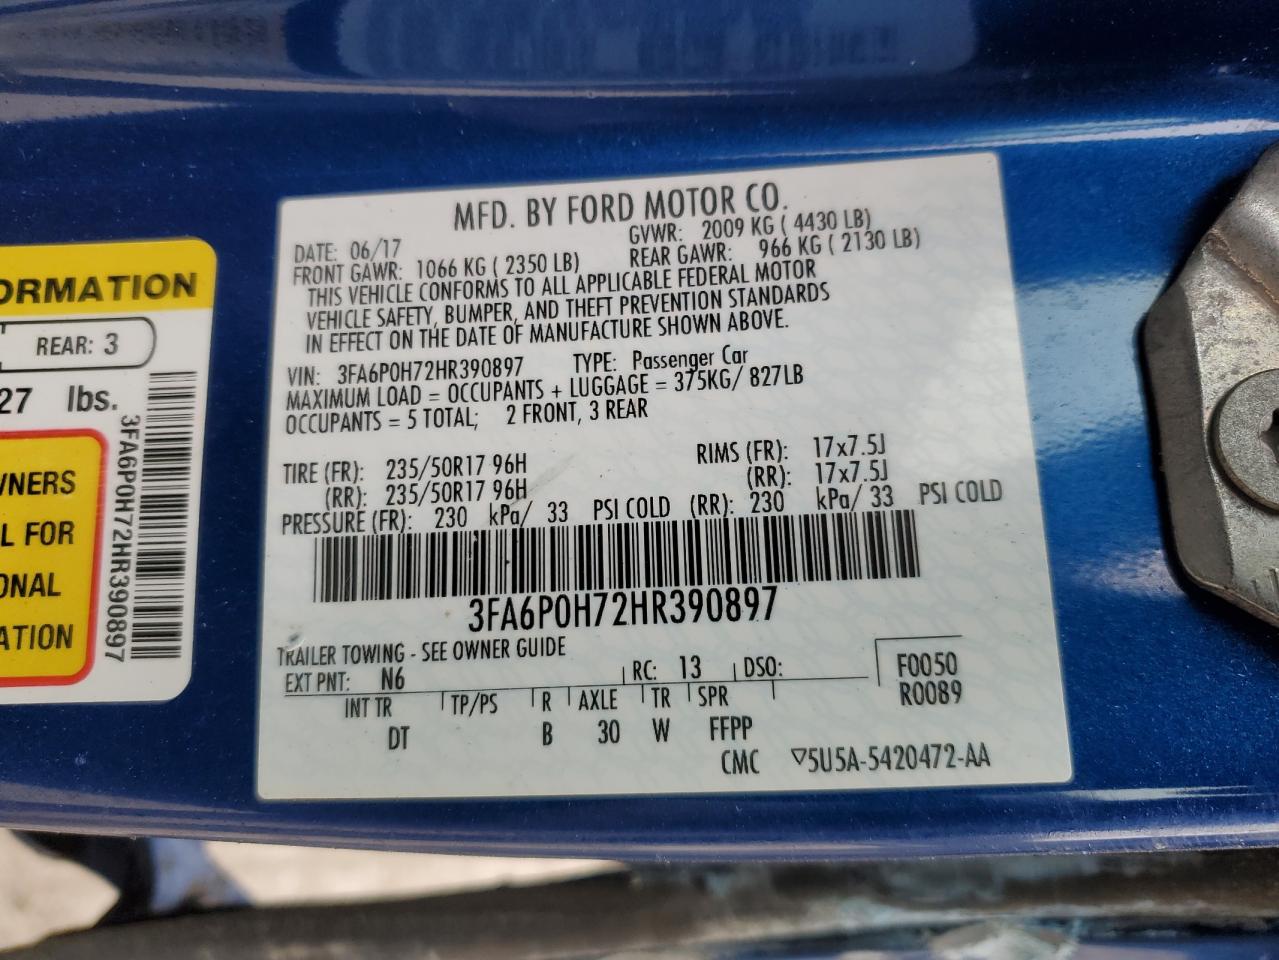 ORMATION
REAR: 3
27 lbs.
WNERS
L FOR
ONAL
ATION
3FA6P0H72HR390897
MFD. BY FORD MOTOR CO.
DATE: 06/17 GVWR: 2009 KG ( 4430 LB)
FRONT GAWR: 1066 KG ( 2350 LB) REAR GAWR: 966 KG ( 2130 LB)
THIS VEHICLE CONFORMS TO ALL APPLICABLE FEDERAL MOTOR
VEHICLE SAFETY, BUMPER, AND THEFT PREVENTION STANDARDS
IN EFFECT ON THE DATE OF MANUFACTURE SHOWN ABOVE.
VIN: 3FA6P0H72HR390897 TYPE: Passenger Car
MAXIMUM LOAD = OCCUPANTS + LUGGAGE = 375KG/ 827LB
OCCUPANTS = 5 TOTAL; 2 FRONT, 3 REAR
TIRE (FR): 235/50R17 96H RIMS (FR): 17x7.5J
(RR): 235/50R17 96H (RR): 17x7.5J
PRESSURE (FR): 230 kPa/ 33 PSI COLD (RR): 230 kPa/ 33 PSI COLD
3FA6P0H72HR390897
TRAILER TOWING - SEE OWNER GUIDE
EXT PNT: N6 RC: 13 DSO: F0050
INT TR TP/PS R AXLE TR SPR R0089
DT B 30 W FFPP
CMC ▽5U5A-5420472-AA